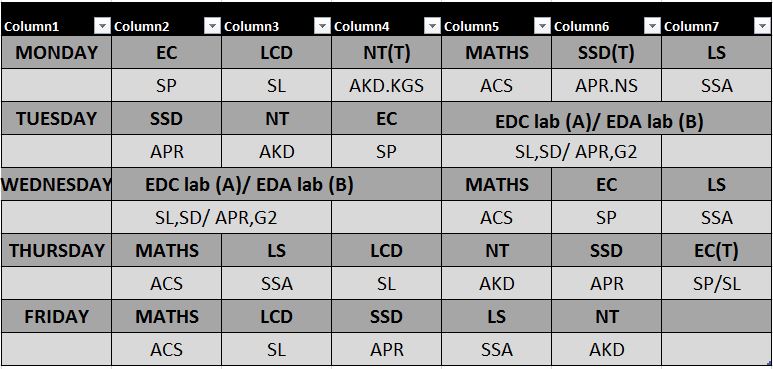 Column1 Column2 Column3 Column4 Column5 Column6 Column7
MONDAY EC LCD NT(T) MATHS SSD(T) LS
SP SL AKD.KGS ACS APR.NS SSA
TUESDAY SSD NT EC EDC lab (A)/ EDA lab (B)
APR AKD SP SL,SD/ APR,G2
WEDNESDAY EDC lab (A)/ EDA lab (B) MATHS EC LS
SL,SD/ APR,G2 ACS SP SSA
THURSDAY MATHS LS LCD NT SSD EC(T)
ACS SSA SL AKD APR SP/SL
FRIDAY MATHS LCD SSD LS NT
ACS SL APR SSA AKD